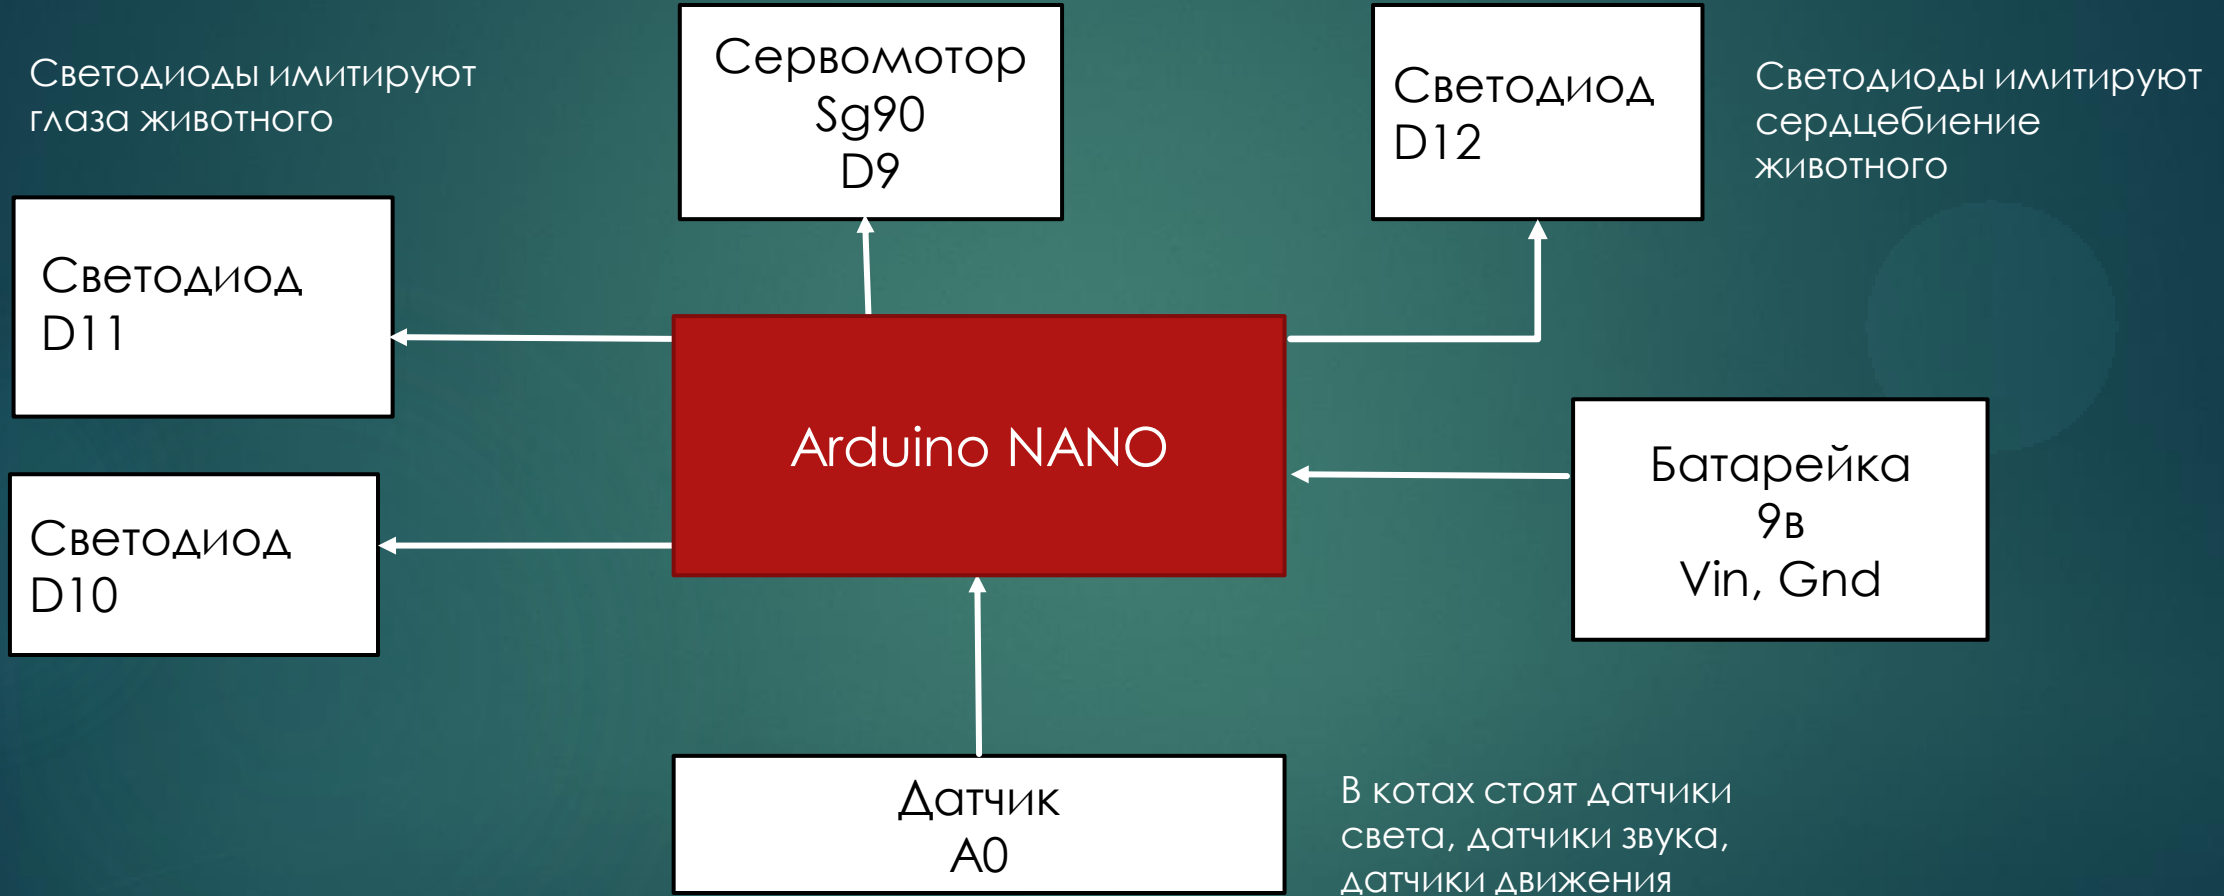 Светодиоды имитируют
глаза животного
Сервомотор
Sg90
D9
Светодиод
D12
Светодиоды имитируют
сердцебиение
животного
Светодиод
D11
Arduino NANO
Батарейка
9в
Vin, Gnd
Светодиод
D10
Датчик
A0
В котах стоят датчики
света, датчики звука,
датчики движения